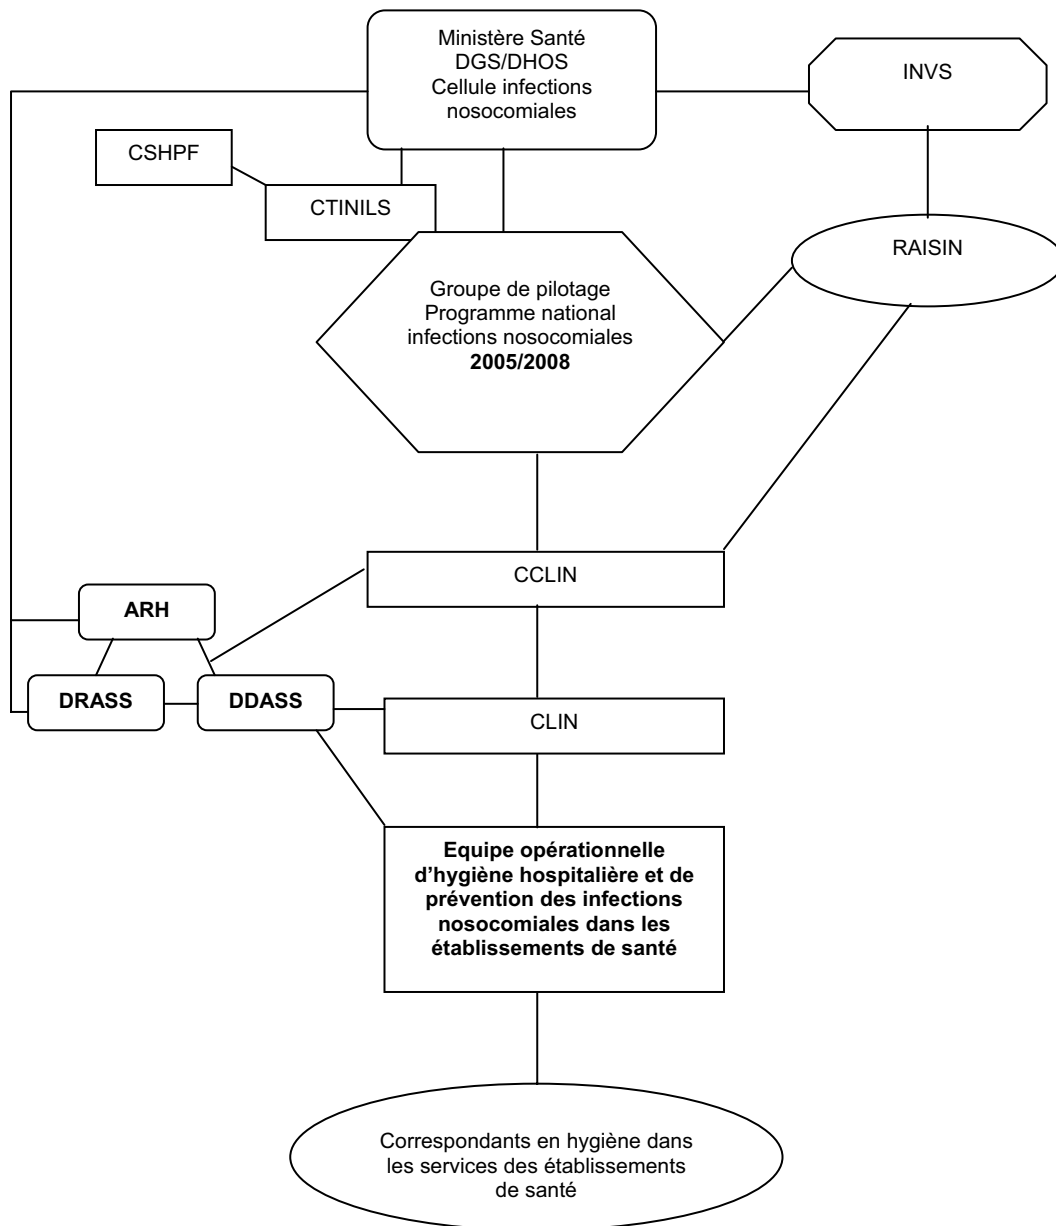 Ministère Santé
DGS/DHOS
Cellule infections
nosocomiales
INVS
CSHPF
CTINILS
RAISIN
Groupe de pilotage
Programme national
infections nosocomiales
2005/2008
CCLIN
ARH
DRASS
DDASS
CLIN
Equipe opérationnelle
d’hygiène hospitalière et de
prévention des infections
nosocomiales dans les
établissements de santé
Correspondants en hygiène dans
les services des établissements
de santé